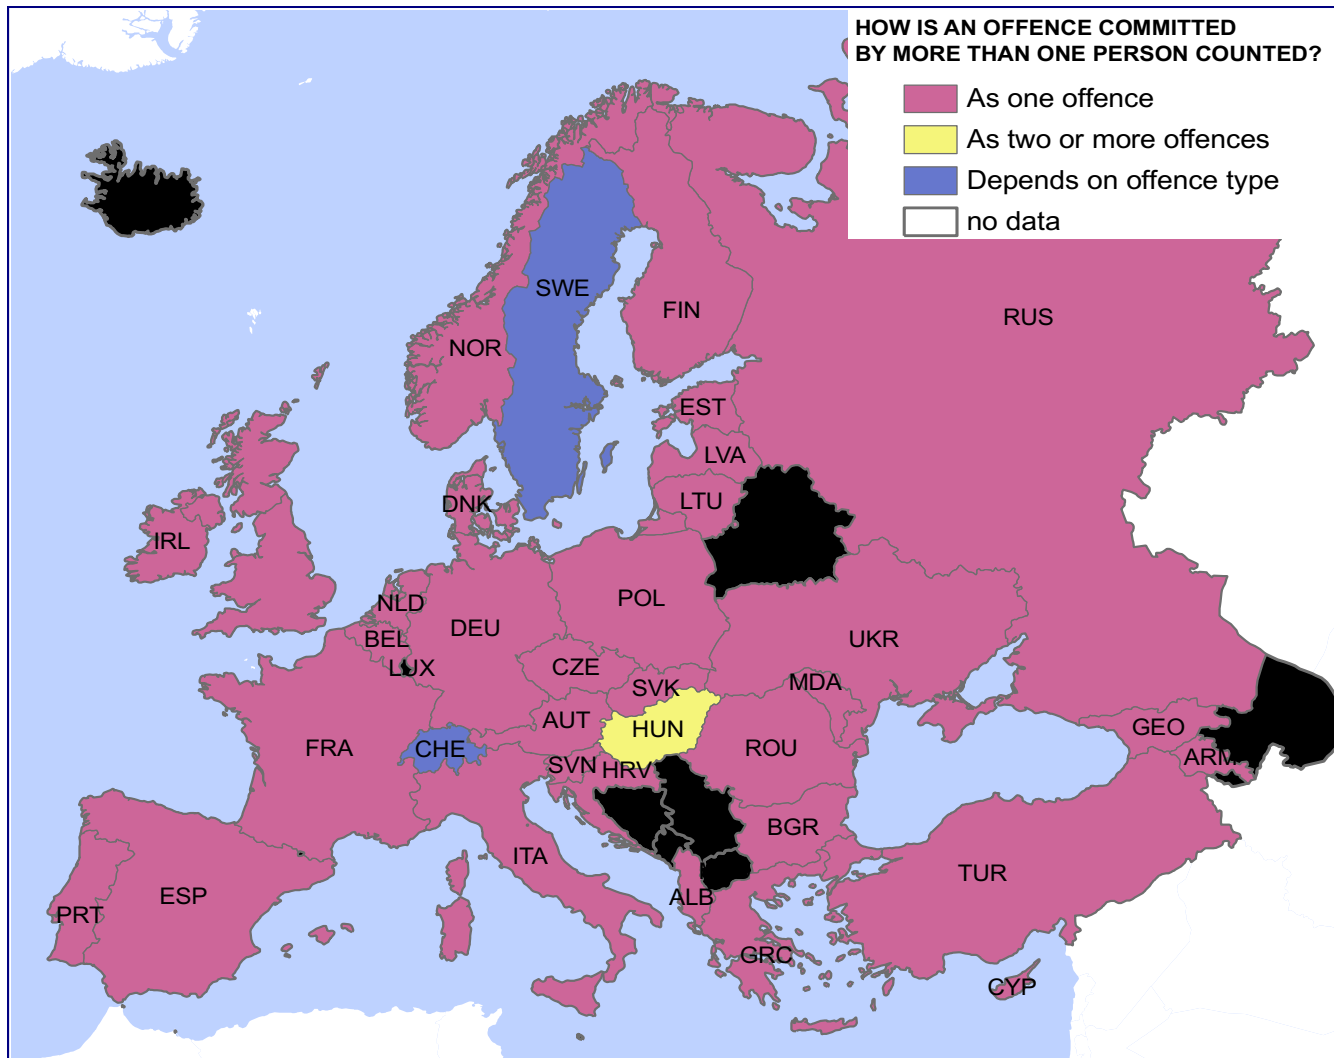 HOW IS AN OFFENCE COMMITTED
BY MORE THAN ONE PERSON COUNTED?
As one offence
As two or more offences
Depends on offence type
no data
SWE
FIN
RUS
NOR
EST
LVA
LTU
DNK
IRL
NLD
POL
DEU
BEL
UKR
LUX
CZE
SVK
MDA
AUT
HUN
GEO
FRA
CHE
ROU
ARM
SVN
HRV
BGR
ITA
TUR
ESP
ALB
PRT
GRC
CYP